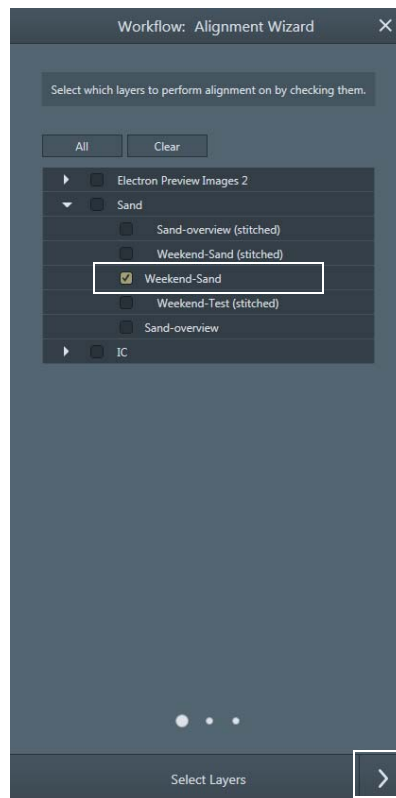 Workflow: Alignment Wizard
Select which layers to perform alignment on by checking them.
All Clear
Electron Preview Images 2
Sand
Sand-overview (stitched)
Weekend-Sand (stitched)
Weekend-Sand
Weekend-Test (stitched)
Sand-overview
IC
Select Layers